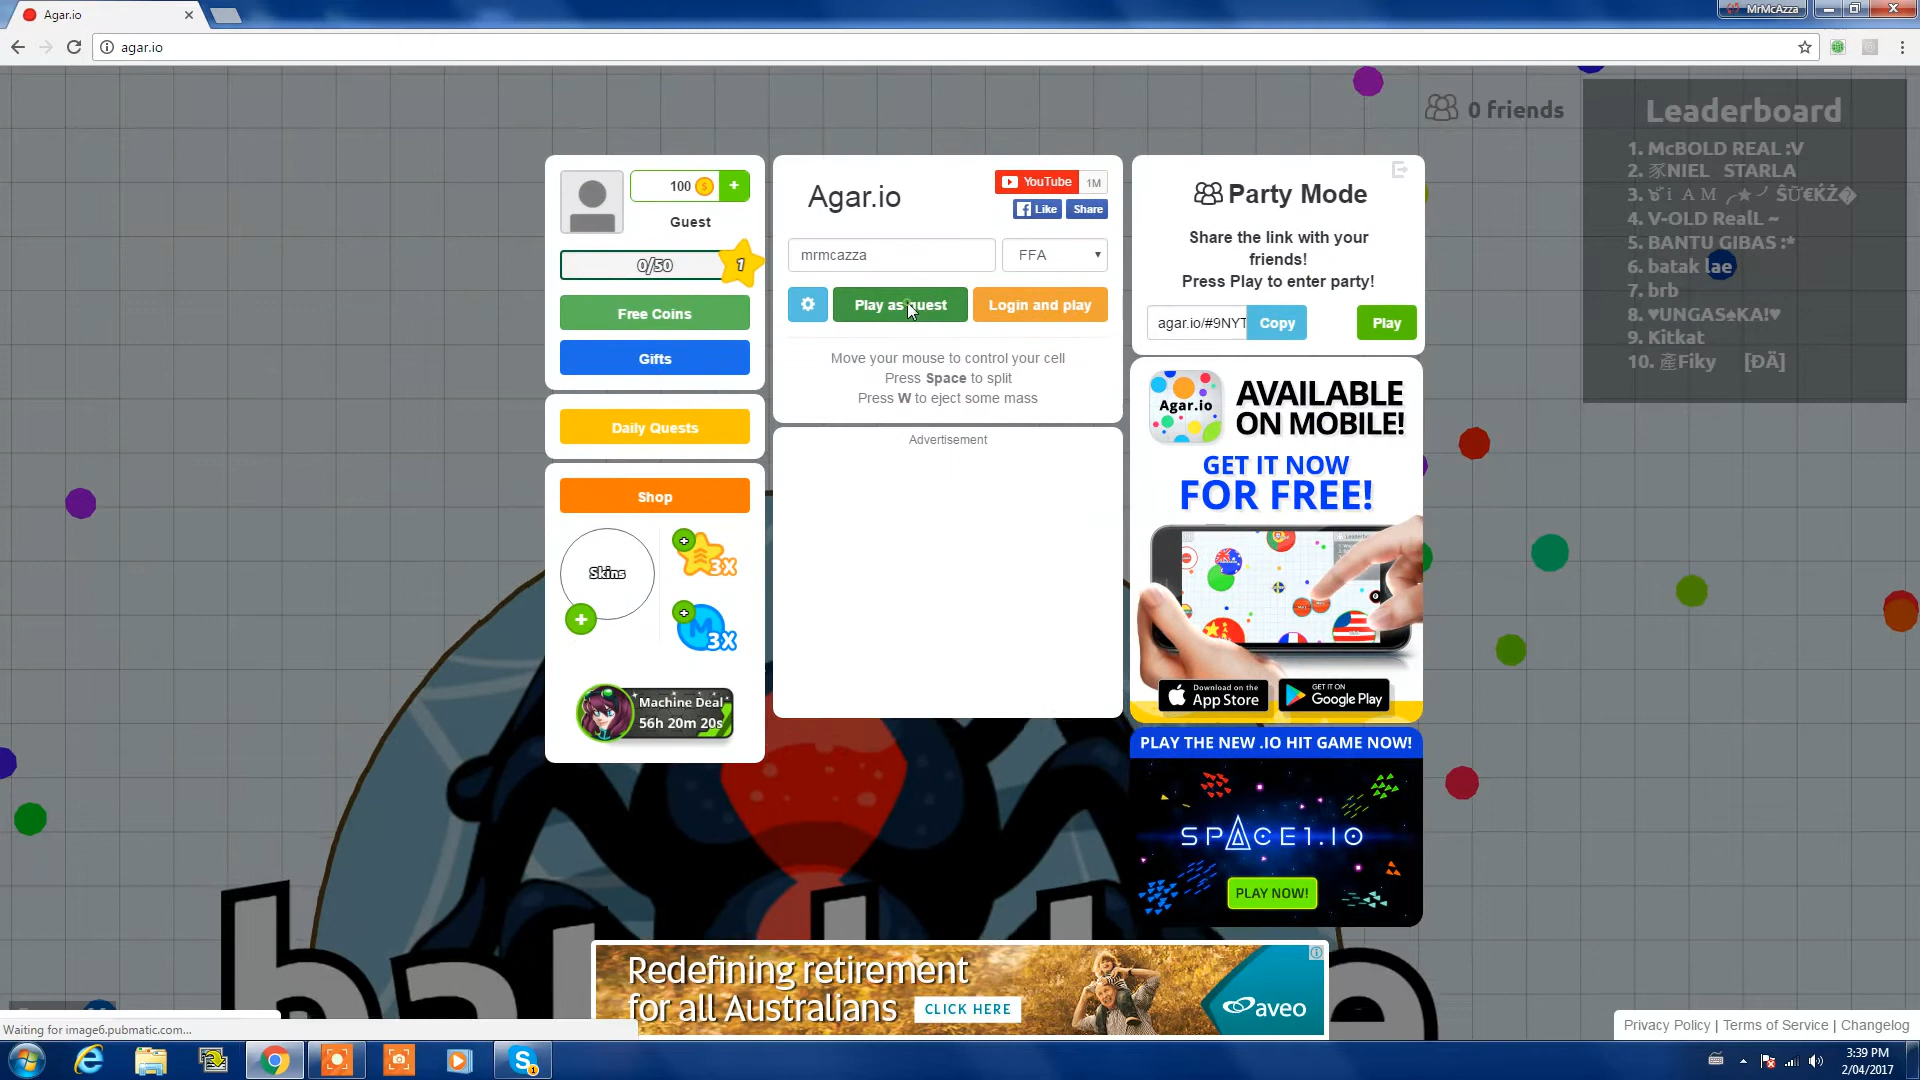 Agar.io
MrMcAzza
agar.io
0 friends
Leaderboard
1. McBOLD REAL :V
2. 豕NIEL STARLA
4. V-OLD RealL ~
5. BANTU GIBAS :*
6. batak lae
7. brb
8. ♥UNGAS♠KA!♥
9. Kitkat
10. 產Fiky [ÐÄ]
100
Guest
0/50
1
Free Coins
Gifts
Daily Quests
Shop
Skins
3X
3X
Machine Deal
56h 20m 20s
Agar.io
YouTube 1M
Like Share
mrmcazza FFA
Play as guest Login and play
Move your mouse to control your cell
Press Space to split
Press W to eject some mass
Advertisement
Party Mode
Share the link with your
friends!
Press Play to enter party!
agar.io/#9NYT Copy Play
Agar.io
AVAILABLE
ON MOBILE!
GET IT NOW
FOR FREE!
Download on the
App Store
GET IT ON
Google Play
PLAY THE NEW .IO HIT GAME NOW!
SPACE1.IO
PLAY NOW!
Redefining retirement
for all Australians CLICK HERE
aveo
Waiting for image6.pubmatic.com...
Privacy Policy | Terms of Service | Changelog
3:39 PM
2/04/2017